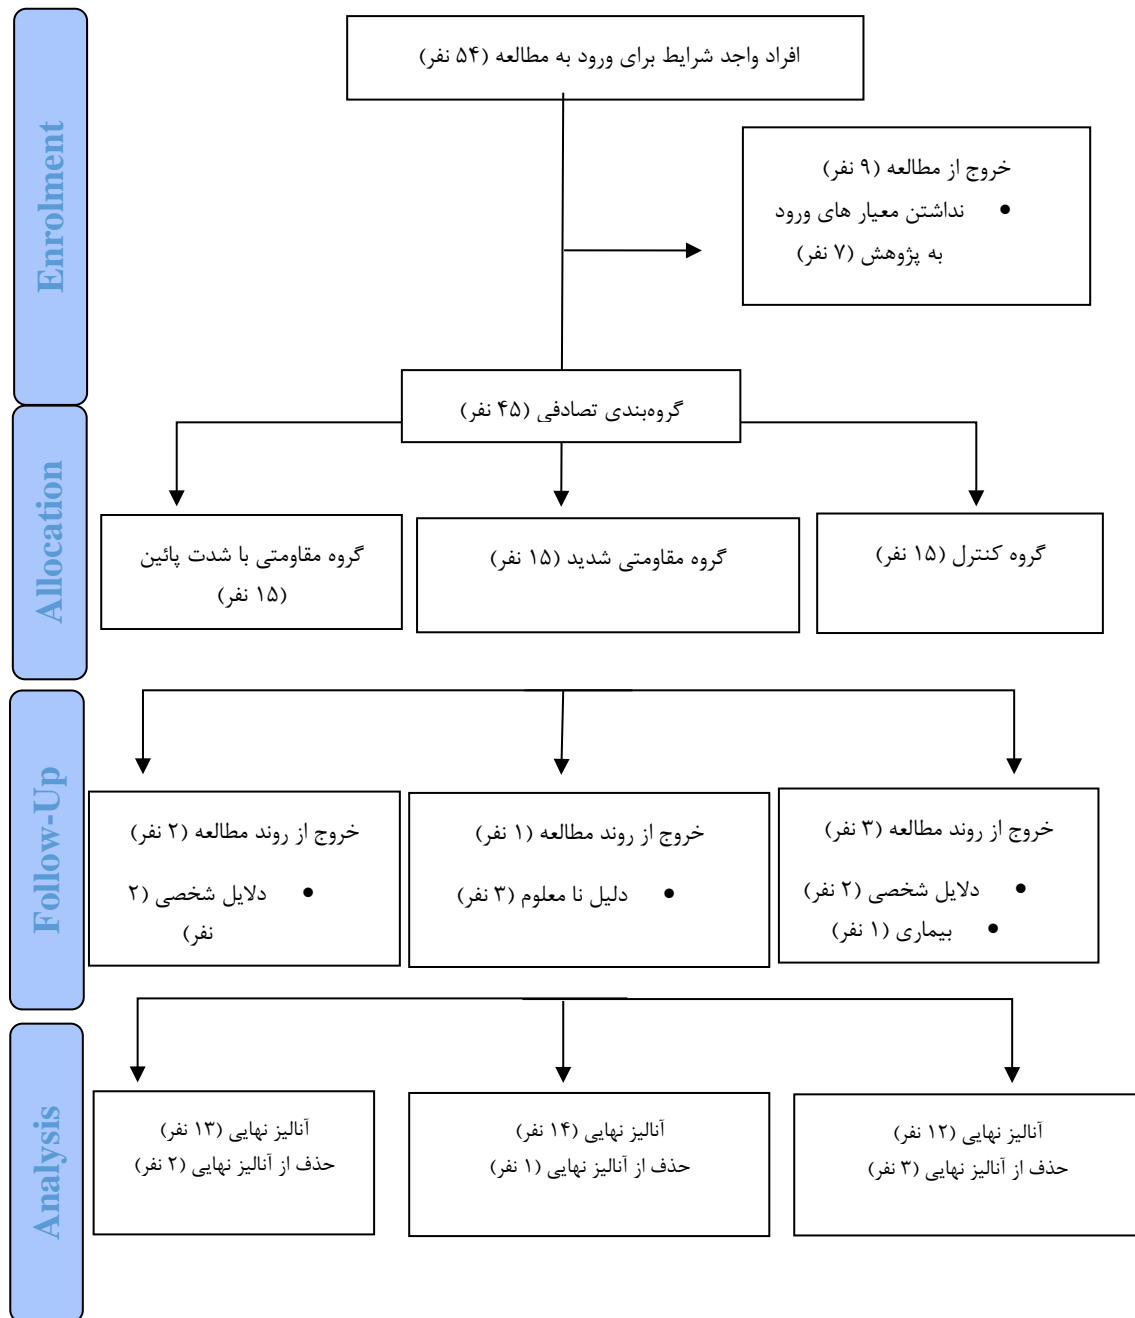 Enrolment
افراد واجد شرایط برای ورود به مطالعه (۵۴ نفر)
خروج از مطالعه (۹ نفر)
• نداشتن معیار های ورود
به پژوهش (۷ نفر)
گروه‌بندی تصادفی (۴۵ نفر)
Allocation
گروه مقاومتی با شدت پائین
(۱۵ نفر)
گروه مقاومتی شدید (۱۵ نفر)
گروه کنترل (۱۵ نفر)
Follow-Up
خروج از روند مطالعه (۲ نفر)
• دلایل شخصی (۲
نفر)
خروج از روند مطالعه (۱ نفر)
• دلیل نا معلوم (۳ نفر)
خروج از روند مطالعه (۳ نفر)
• دلایل شخصی (۲ نفر)
• بیماری (۱ نفر)
Analysis
آنالیز نهایی (۱۳ نفر)
حذف از آنالیز نهایی (۲ نفر)
آنالیز نهایی (۱۴ نفر)
حذف از آنالیز نهایی (۱ نفر)
آنالیز نهایی (۱۲ نفر)
حذف از آنالیز نهایی (۳ نفر)